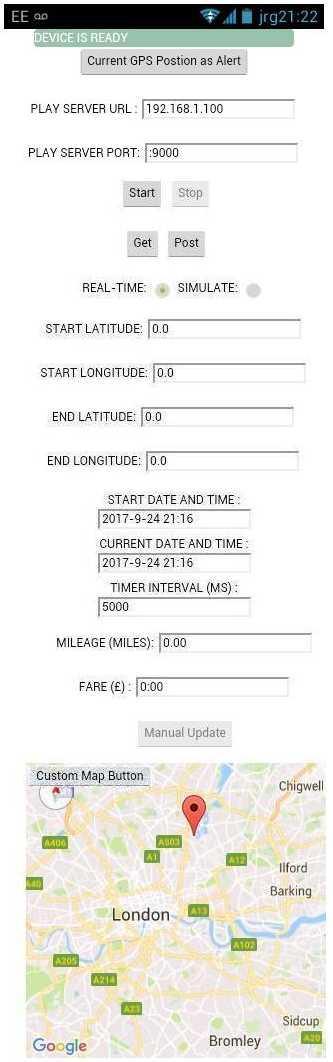 EE jrg21:22
DEVICE IS READY
Current GPS Postion as Alert
PLAY SERVER URL : 192.168.1.100
PLAY SERVER PORT: :9000
Start Stop
Get Post
REAL-TIME: SIMULATE:
START LATITUDE: 0.0
START LONGITUDE: 0.0
END LATITUDE: 0.0
END LONGITUDE: 0.0
START DATE AND TIME :
2017-9-24 21:16
CURRENT DATE AND TIME :
2017-9-24 21:16
TIMER INTERVAL (MS) :
5000
MILEAGE (MILES): 0.00
FARE (£) : 0:00
Manual Update
Custom Map Button
Chigwell
A406
A503
A1
A12
Ilford
A40
Barking
London
A13
A102
A205
A214
A23
Sidcup
A20
Google
Bromley